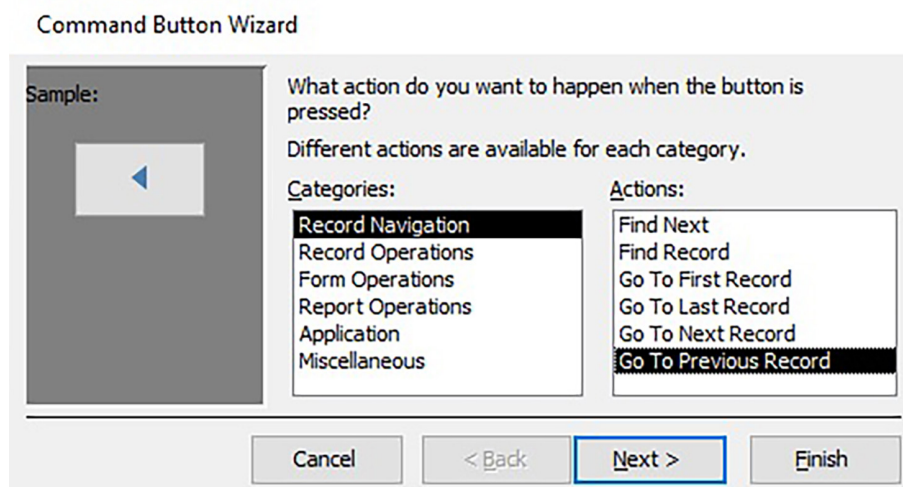 Command Button Wizard
Sample:
What action do you want to happen when the button is
pressed?
Different actions are available for each category.
Categories:
Record Navigation
Record Operations
Form Operations
Report Operations
Application
Miscellaneous
Actions:
Find Next
Find Record
Go To First Record
Go To Last Record
Go To Next Record
Go To Previous Record
Cancel
< Back
Next >
Finish